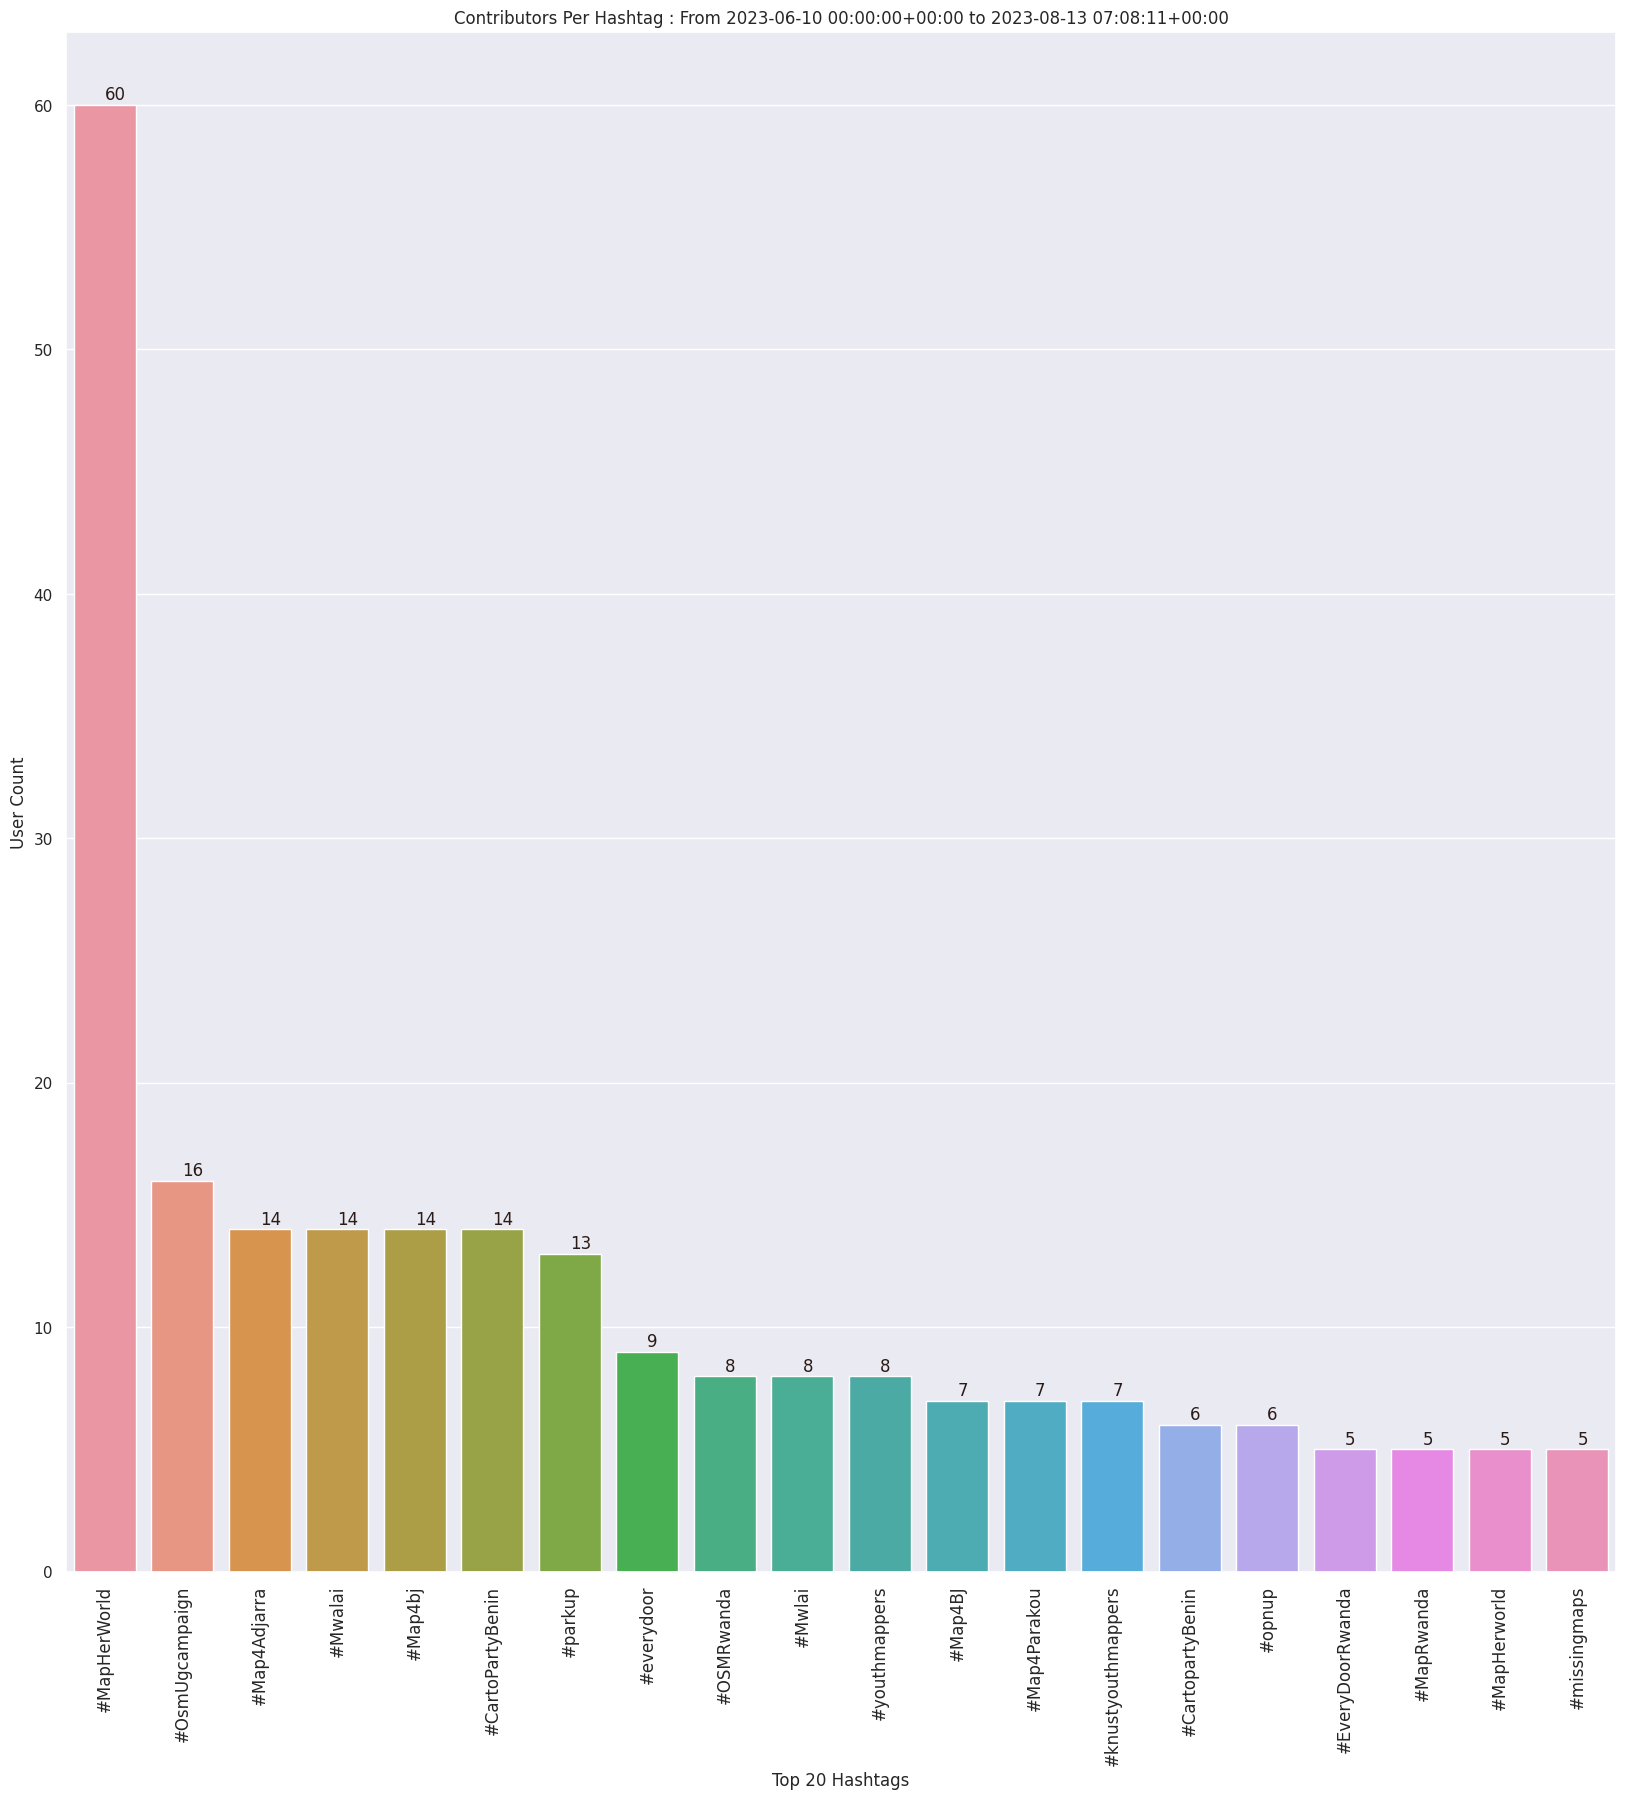 Contributors Per Hashtag : From 2023-06-10 00:00:00+00:00 to 2023-08-13 07:08:11+00:00
User Count
60
50
40
30
20
10
0
60
16
14
14
14
14
13
9
8
8
8
7
7
7
6
6
5
5
5
5
#MapHerWorld
#OsmUgcampaign
#Map4Adjarra
#Mwalai
#Map4bj
#CartoPartyBenin
#parkup
#everydoor
#OSMRwanda
#Mwlai
#youthmappers
#Map4BJ
#Map4Parakou
#knustyouthmappers
#CartopartyBenin
#opnup
#EveryDoorRwanda
#MapRwanda
#MapHerworld
#missingmaps
Top 20 Hashtags